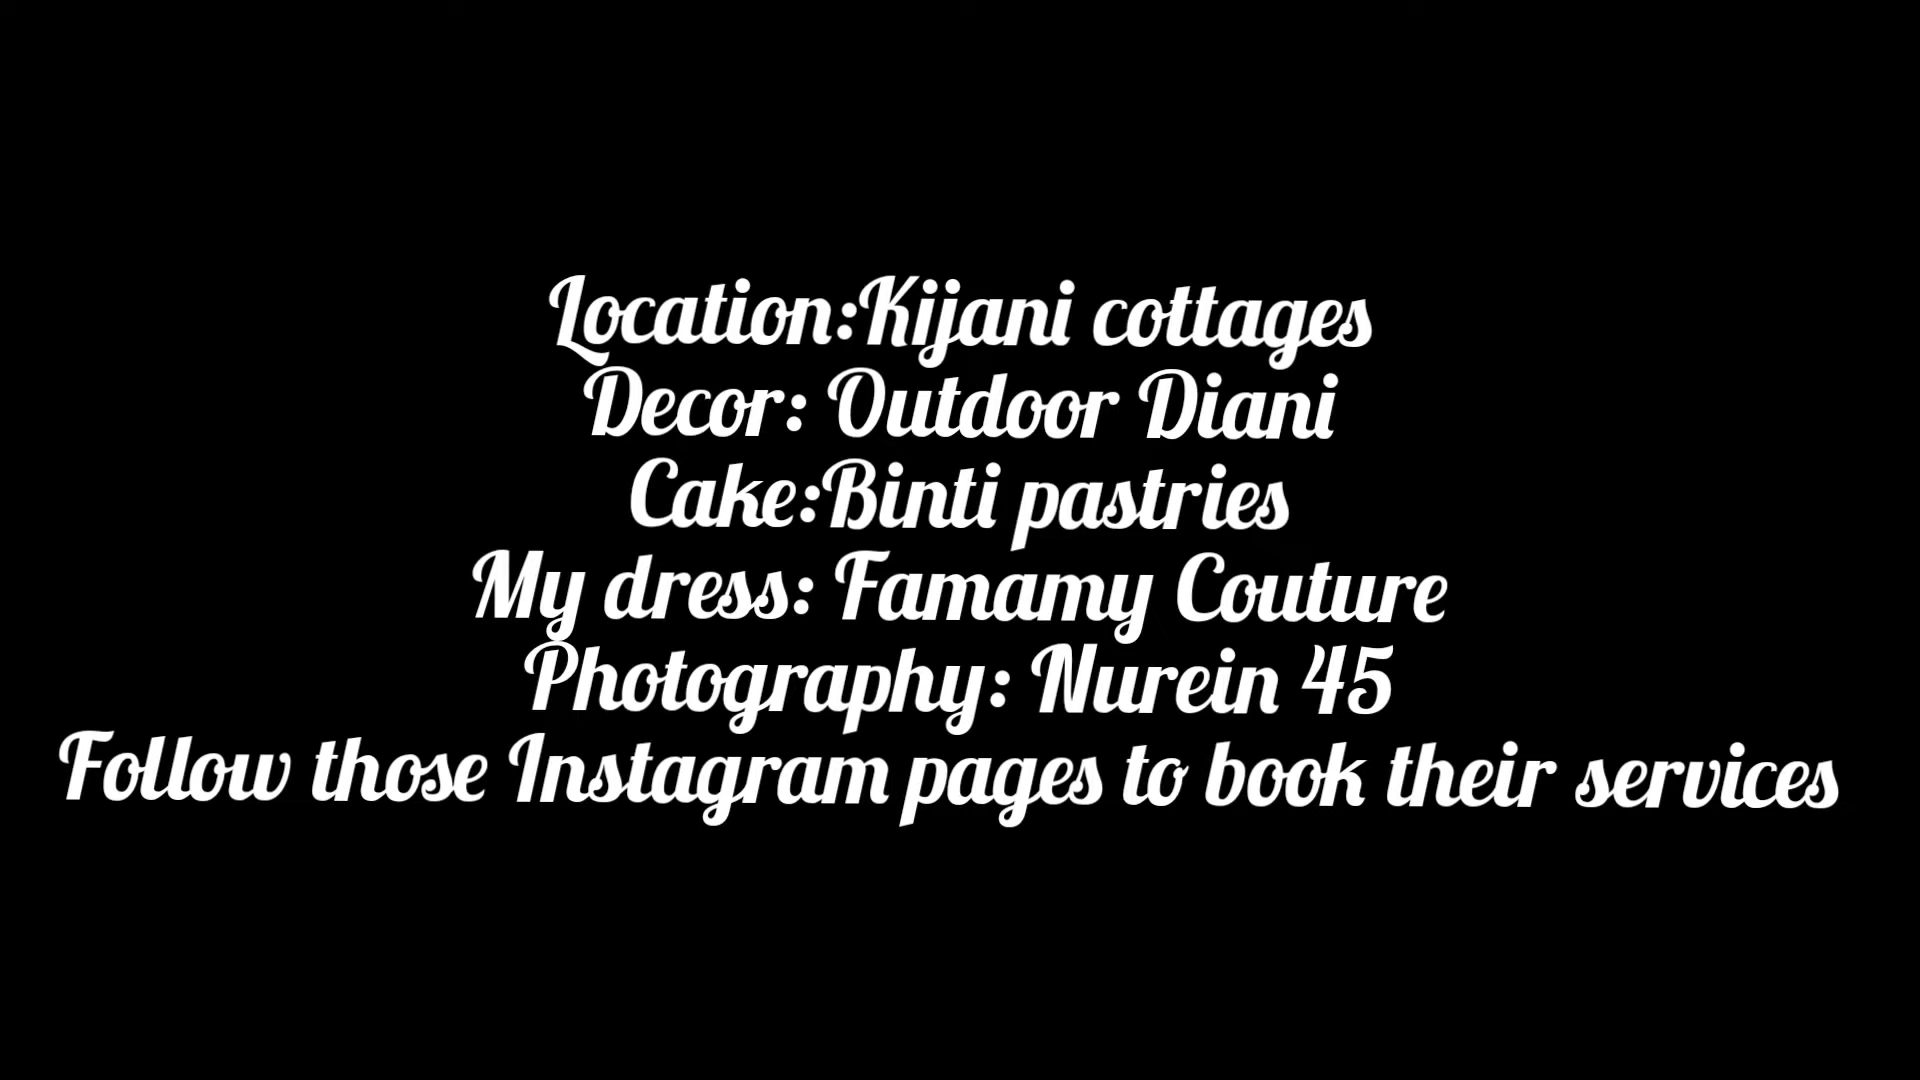 Location:Kijani cottages
Decor: Outdoor Diani
Cake:Binti pastries
My dress: Famamy Couture
Photography: Nurein 45
Follow those Instagram pages to book their services